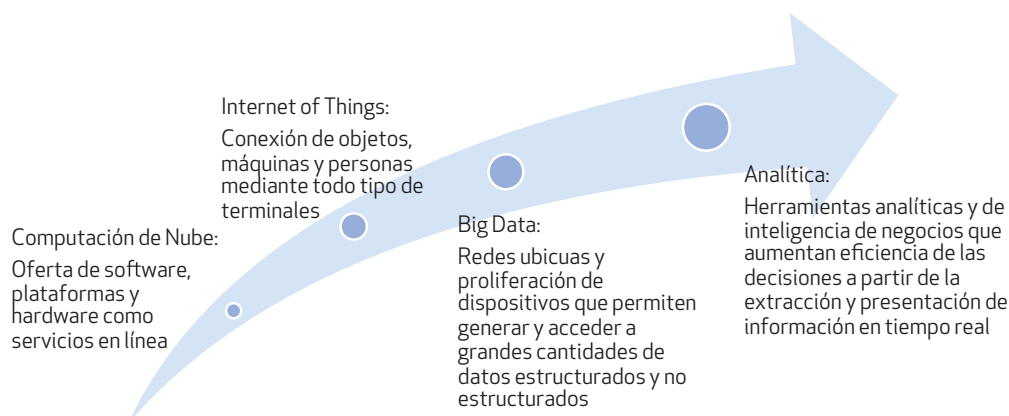 Computación de Nube:
Oferta de software,
plataformas y
hardware como
servicios en línea
Internet of Things:
Conexión de objetos,
máquinas y personas
mediante todo tipo de
terminales
Big Data:
Redes ubicuas y
proliferación de
dispositivos que permiten
generar y acceder a
grandes cantidades de
datos estructurados y no
estructurados
Analítica:
Herramientas analíticas y de
inteligencia de negocios que
aumentan eficiencia de las
decisiones a partir de la
extracción y presentación de
información en tiempo real